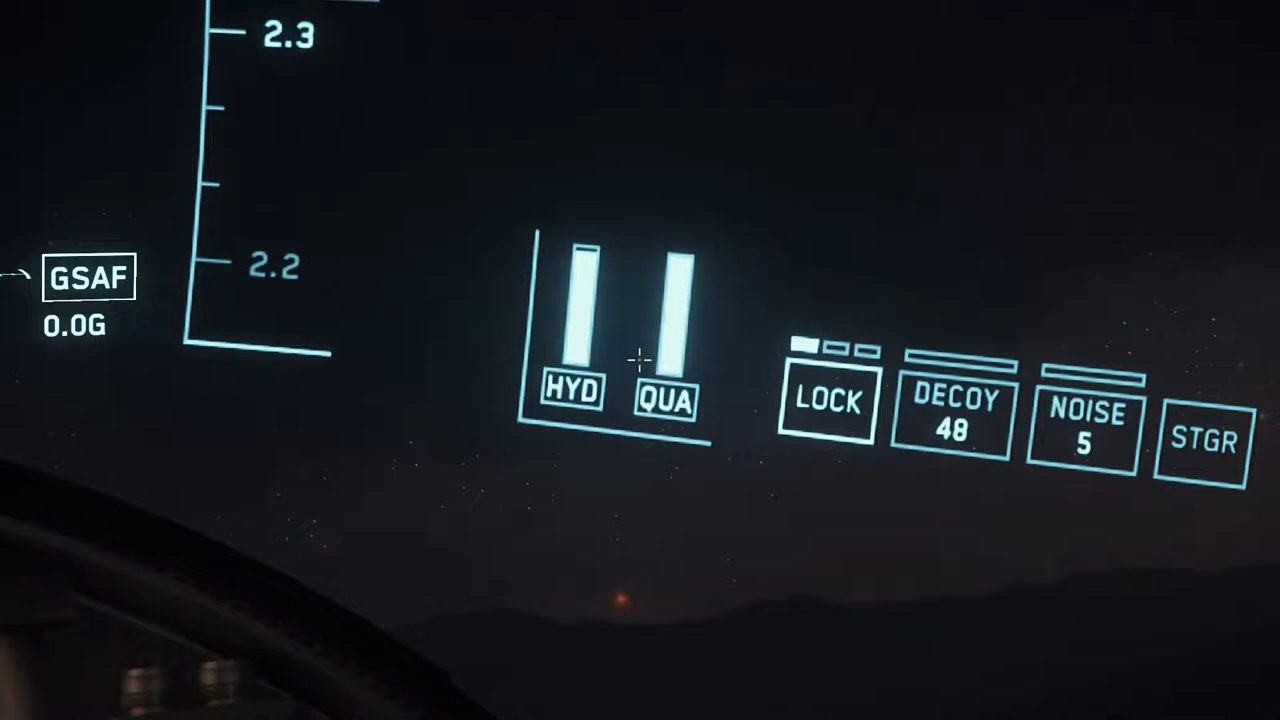 2.3
2.2
GSAF
0.0G
HYD
QUA
LOCK
DECOY
48
NOISE
5
STGR